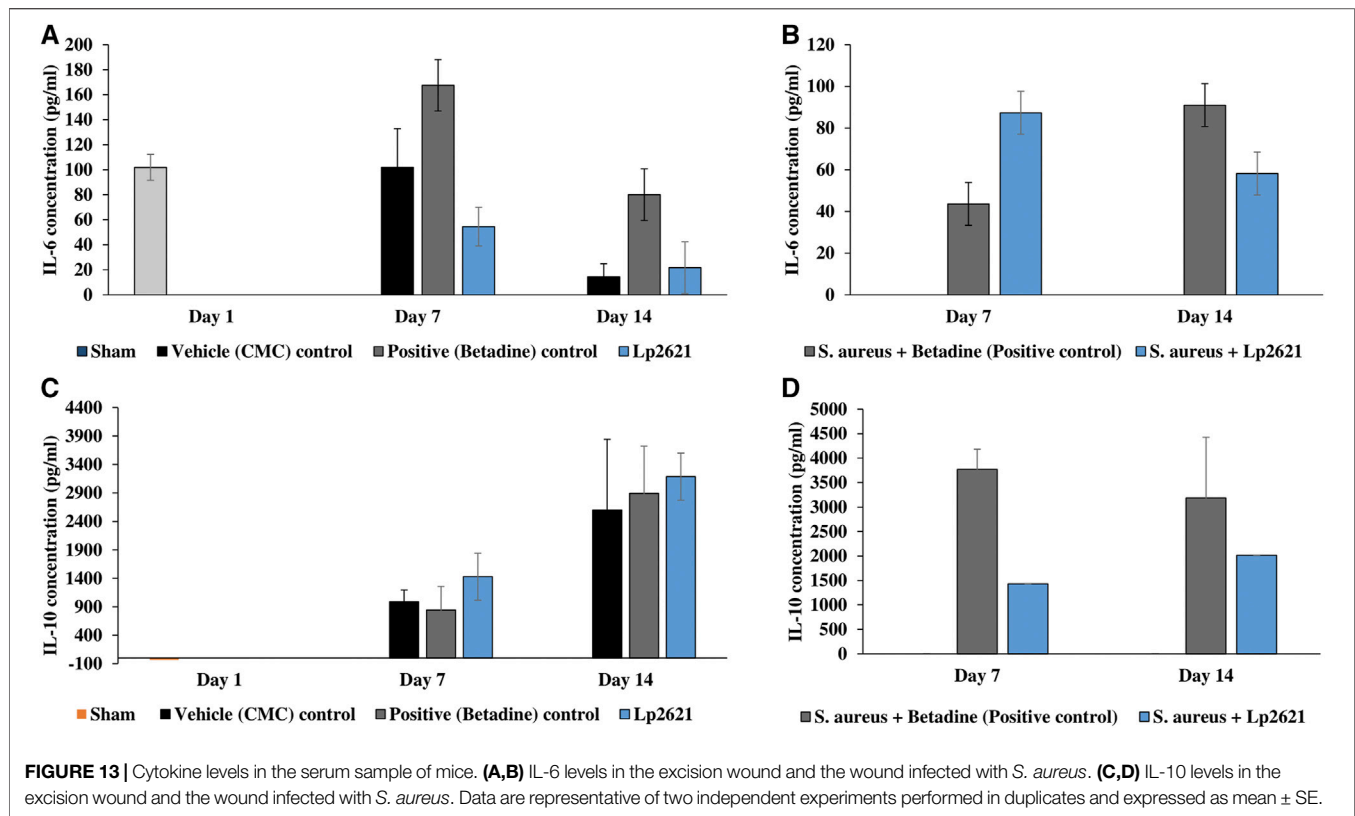 A
IL-6 concentration (pg/ml)
200
180
160
140
120
100
80
60
40
20
0
Day 1 Day 7 Day 14
Sham Vehicle (CMC) control Positive (Betadine) control Lp2621
B
IL-6 concentration (pg/ml)
120
100
80
60
40
20
0
Day 7 Day 14
S. aureus + Betadine (Positive control) S. aureus + Lp2621
C
IL-10 concentration (pg/ml)
4400
3900
3400
2900
2400
1900
1400
900
400
-100
Day 1 Day 7 Day 14
Sham Vehicle (CMC) control Positive (Betadine) control Lp2621
D
IL-10 concentration (pg/ml)
5000
4500
4000
3500
3000
2500
2000
1500
1000
500
0
Day 7 Day 14
S. aureus + Betadine (Positive control) S. aureus + Lp2621
FIGURE 13 | Cytokine levels in the serum sample of mice. (A,B) IL-6 levels in the excision wound and the wound infected with S. aureus. (C,D) IL-10 levels in the
excision wound and the wound infected with S. aureus. Data are representative of two independent experiments performed in duplicates and expressed as mean ± SE.